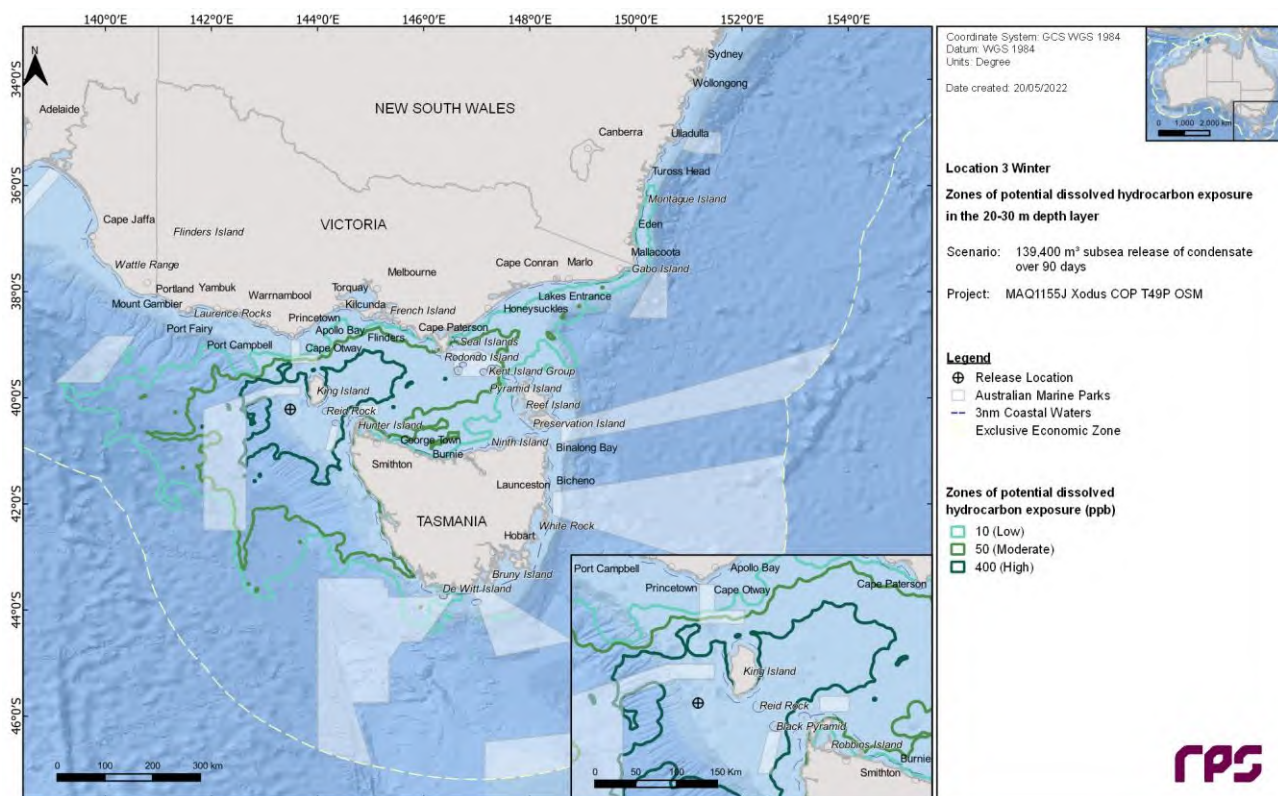 140°0'E 142°0'E 144°0'E 146°0'E 148°0'E 150°0'E 152°0'E 154°0'E
N
34°0'S
36°0'S
38°0'S
40°0'S
42°0'S
44°0'S
46°0'S
Sydney
Wollongong
Adelaide
NEW SOUTH WALES
Canberra
Ulladulla
Tuross Head
Montague Island
Cape Jaffa
Flinders Island
VICTORIA
Eden
Mallacoota
Wattle Range
Melbourne
Cape Conran
Marlo
Gabo Island
Portland
Yambuk
Torquay
Lakes Entrance
Mount Gambier
Warrnambool
Kilcunda
Honeysuckles
Laurence Rocks
Princetown
French Island
Port Fairy
Apollo Bay
Flinders
Cape Paterson
Port Campbell
Cape Otway
Seal Islands
Rodondo Island
Kent Island Group
King Island
Pyramid Island
Reid Rock
Reef Island
Hunter Island
Preservation Island
George Town
Ninth Island
Burnie
Binalong Bay
Smithton
Launceston
Bicheno
TASMANIA
White Rock
Hobart
Bruny Island
De Witt Island
0 100 200 300 km
Port Campbell
Apollo Bay
Princetown
Cape Otway
Cape Paterson
King Island
Reid Rock
Black Pyramid
Robbins Island
Burnie
Smithton
0 50 100 150 Km
Coordinate System: GCS WGS 1984
Datum: WGS 1984
Units: Degree
Date created: 20/05/2022
0 1,000 2,000 km
Location 3 Winter
Zones of potential dissolved hydrocarbon exposure
in the 20-30 m depth layer
Scenario: 139,400 m³ subsea release of condensate
over 90 days
Project: MAQ1155J Xodus COP T49P OSM
Legend
Release Location
Australian Marine Parks
3nm Coastal Waters
Exclusive Economic Zone
Zones of potential dissolved
hydrocarbon exposure (ppb)
10 (Low)
50 (Moderate)
400 (High)
rps